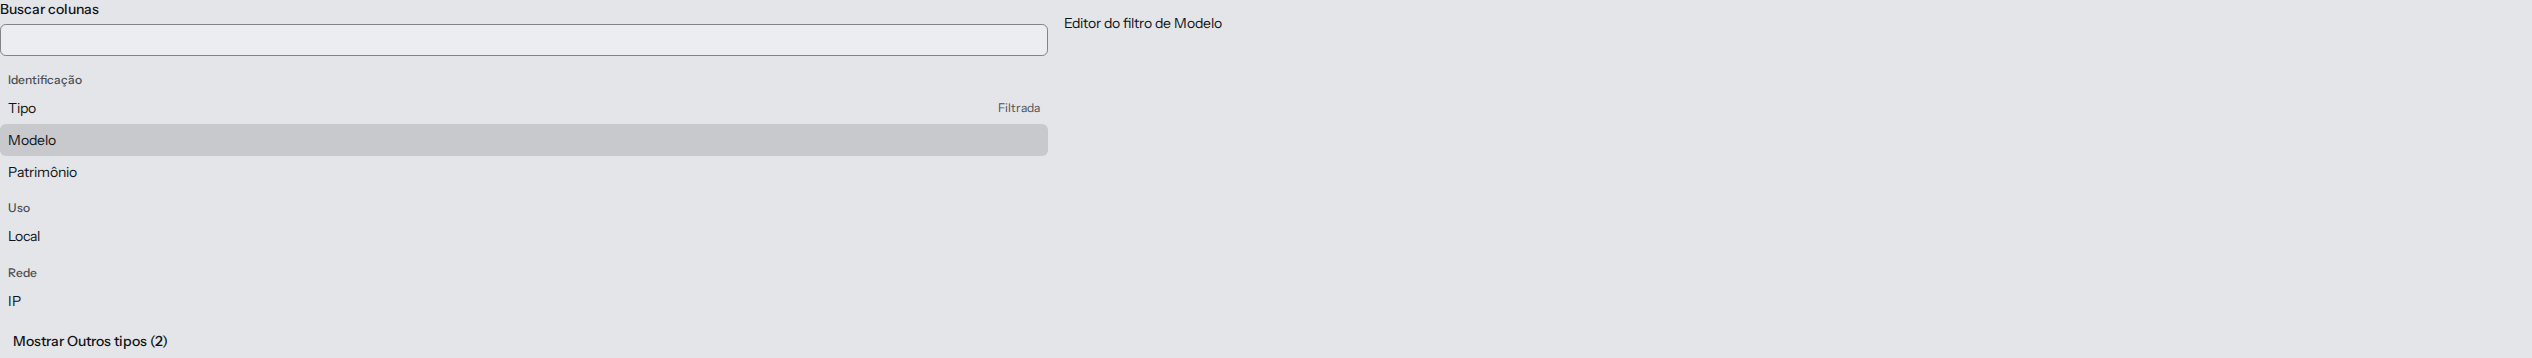 Buscar colunas
Editor do filtro de Modelo
Identificação
Tipo
Filtrada
Modelo
Patrimônio
Uso
Local
Rede
IP
Mostrar Outros tipos (2)